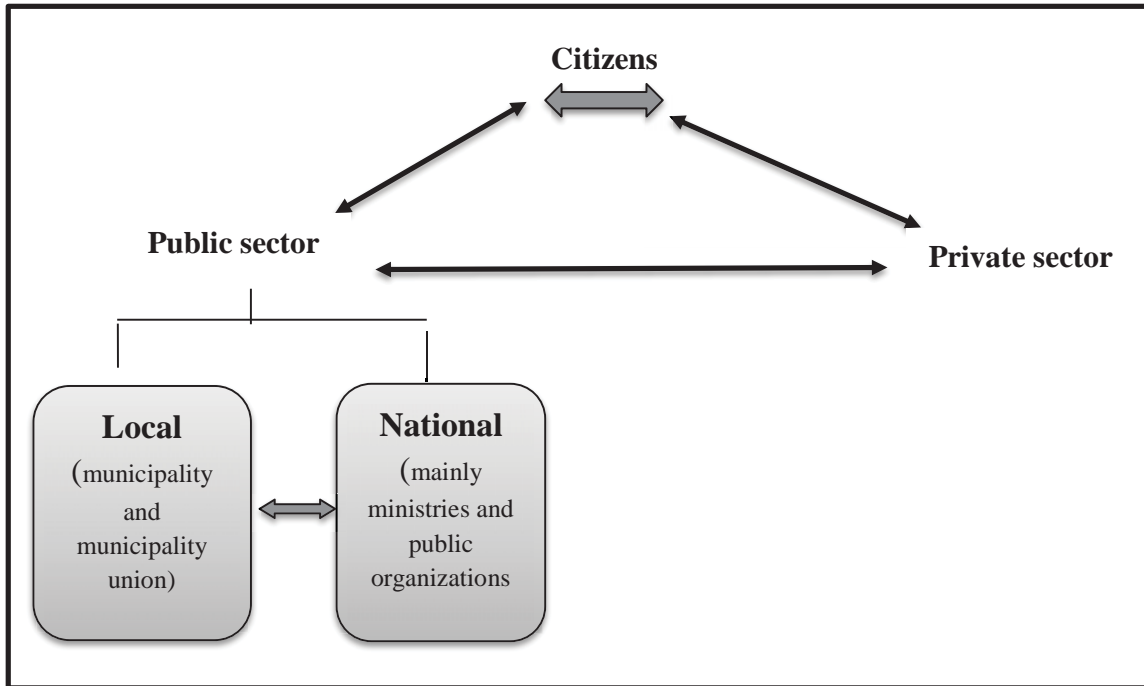 Citizens
Public sector
Private sector
Local
(municipality
and
municipality
union)
National
(mainly
ministries and
public
organizations